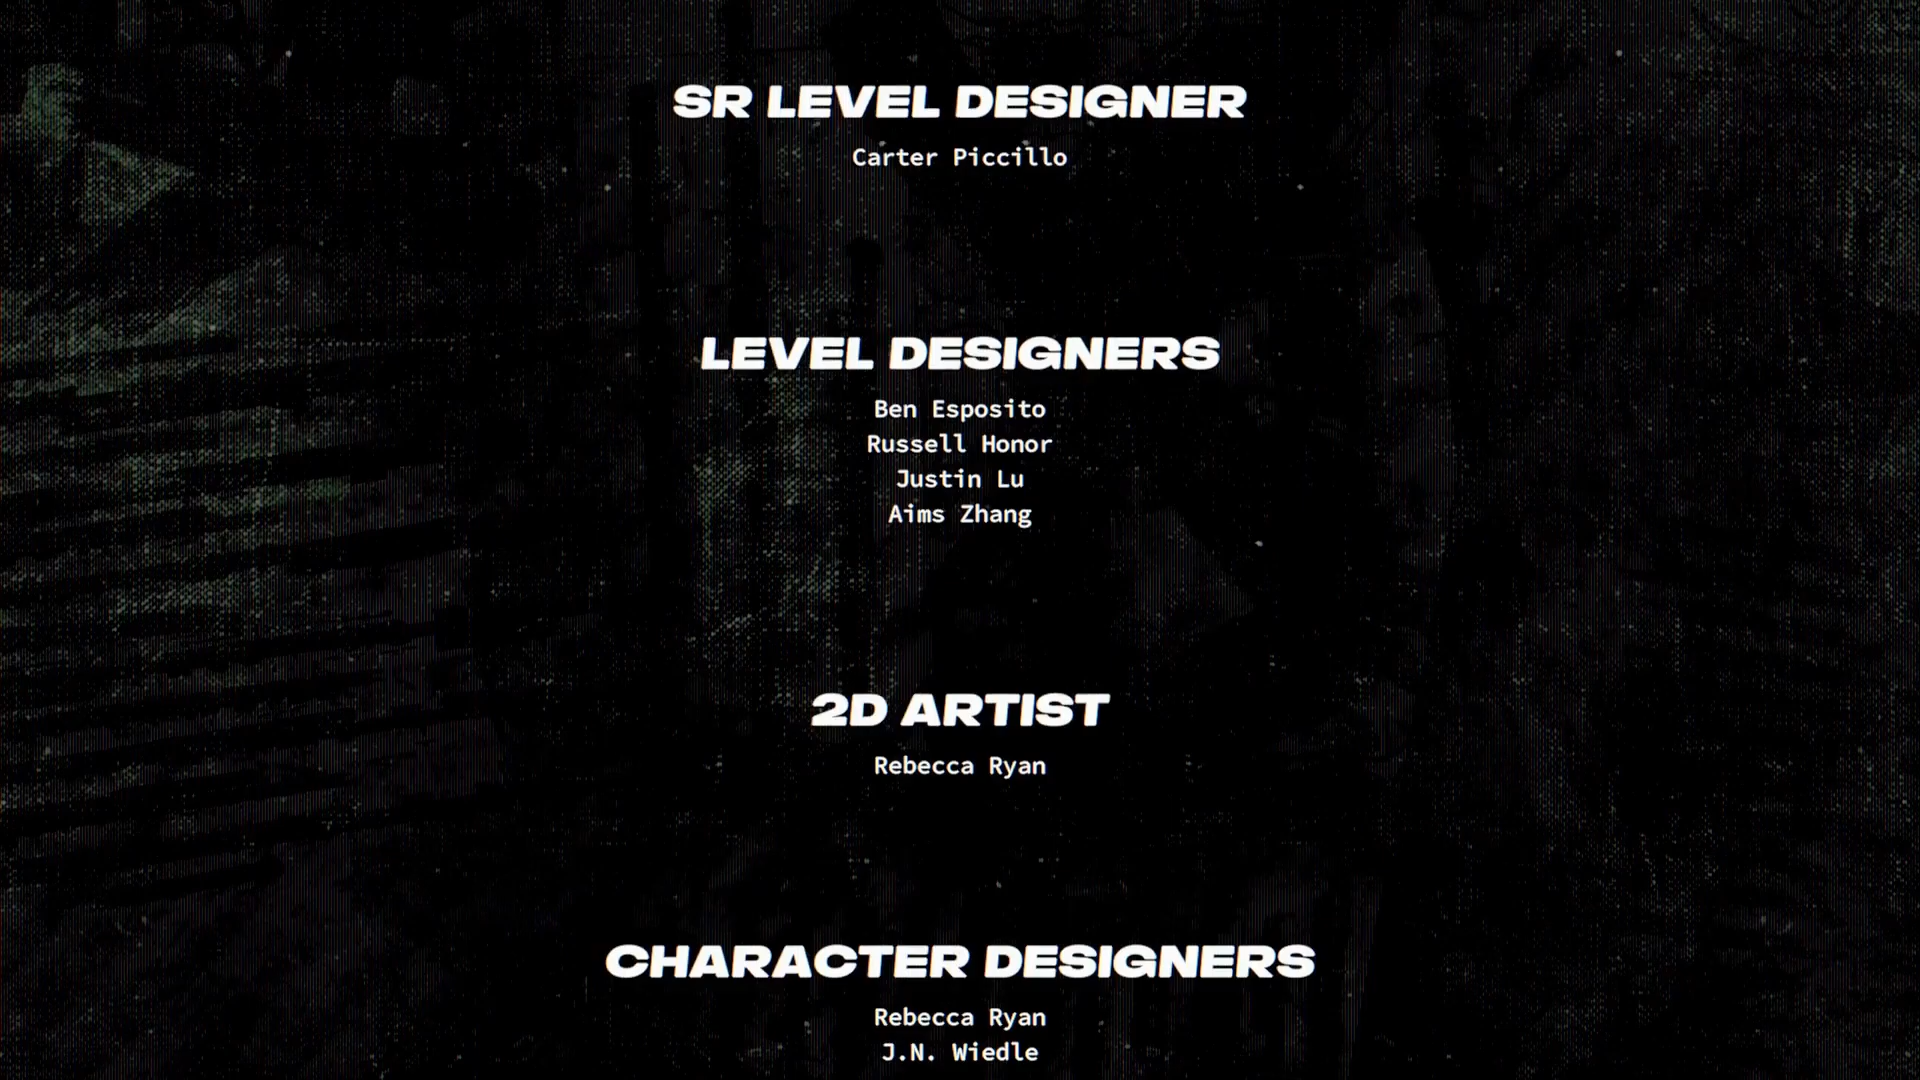 SR LEVEL DESIGNER
Carter Piccillo
LEVEL DESIGNERS
Ben Esposito
Russell Honor
Justin Lu
Aims Zhang
2D ARTIST
Rebecca Ryan
CHARACTER DESIGNERS
Rebecca Ryan
J.N. Wiedle